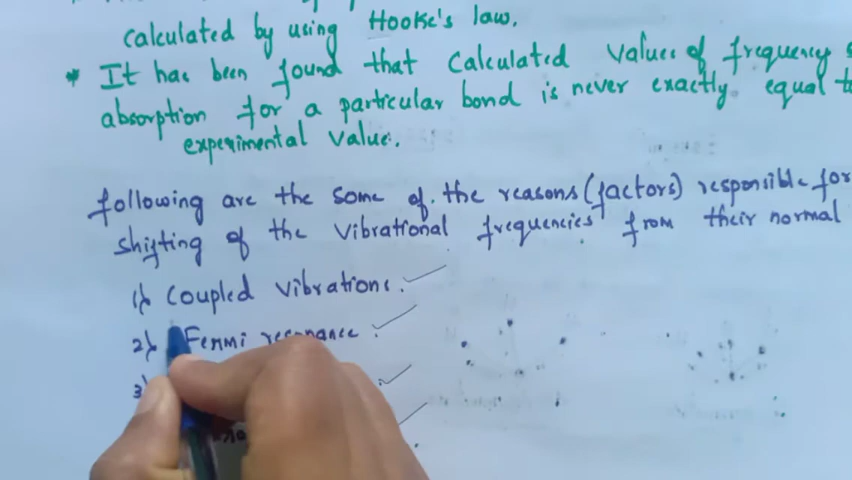 calculated by using Hooke's law.
* It has been found that calculated values of frequency
absorption for a particular bond is never exactly equal to
experimental value.
following are the some of the reasons (factors) responsible for
shifting of the vibrational frequencies from their normal
1) Coupled vibrations.
2) Fermi resonance.
3)